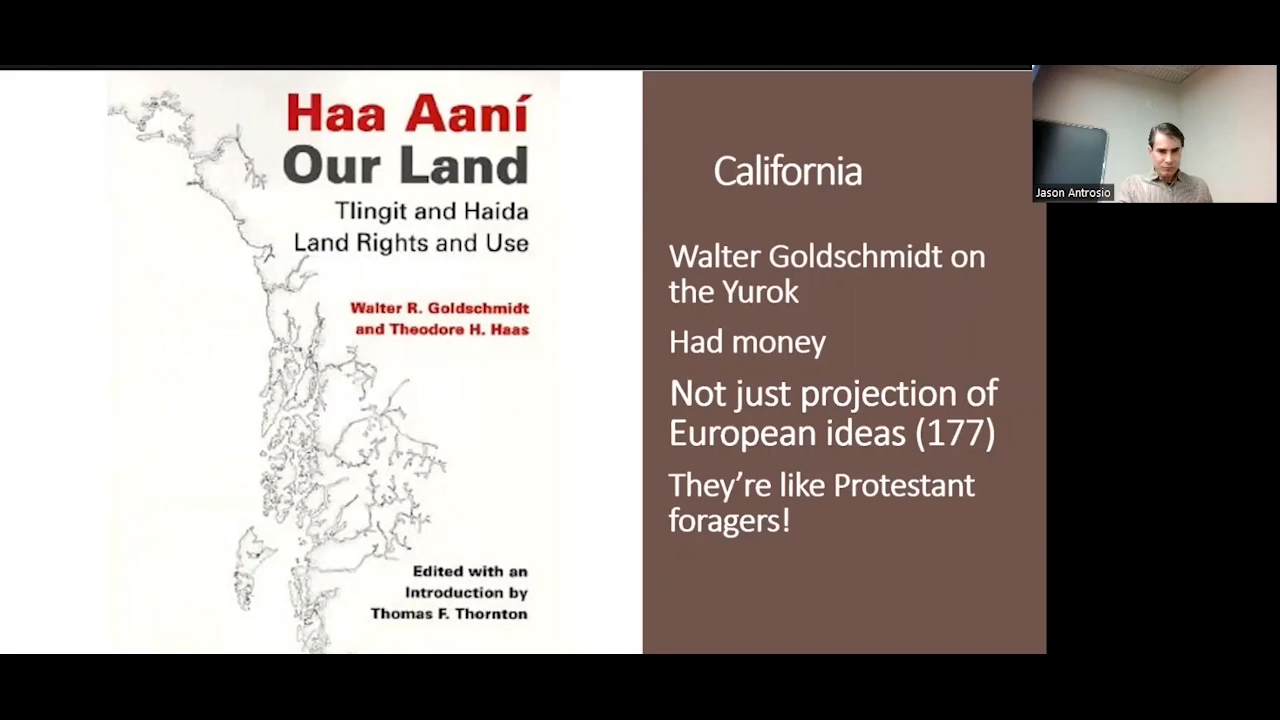 Haa Aaní
Our Land
Tlingit and Haida
Land Rights and Use
Walter R. Goldschmidt
and Theodore H. Haas
Edited with an
Introduction by
Thomas F. Thornton
California
Walter Goldschmidt on
the Yurok
Had money
Not just projection of
European ideas (177)
They’re like Protestant
foragers!
Jason Antrosio